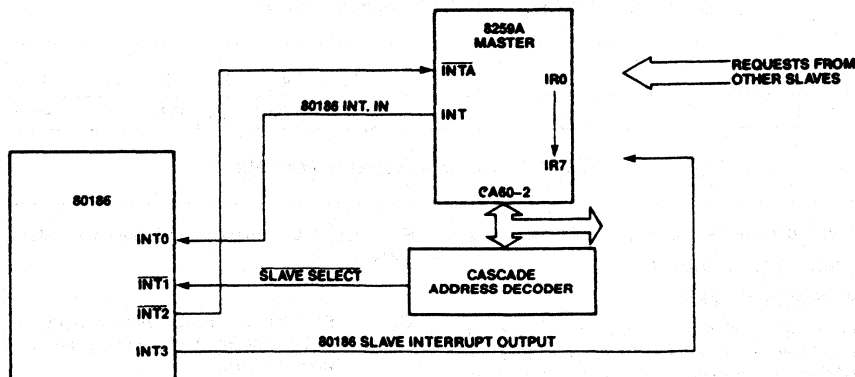 8259A
MASTER
INTA
IR0
REQUESTS FROM
OTHER SLAVES
80186 INT. IN
INT
IR7
CA60-2
80186
INT0
INT1
SLAVE SELECT
CASCADE
ADDRESS DECODER
INT2
INT3
80186 SLAVE INTERRUPT OUTPUT